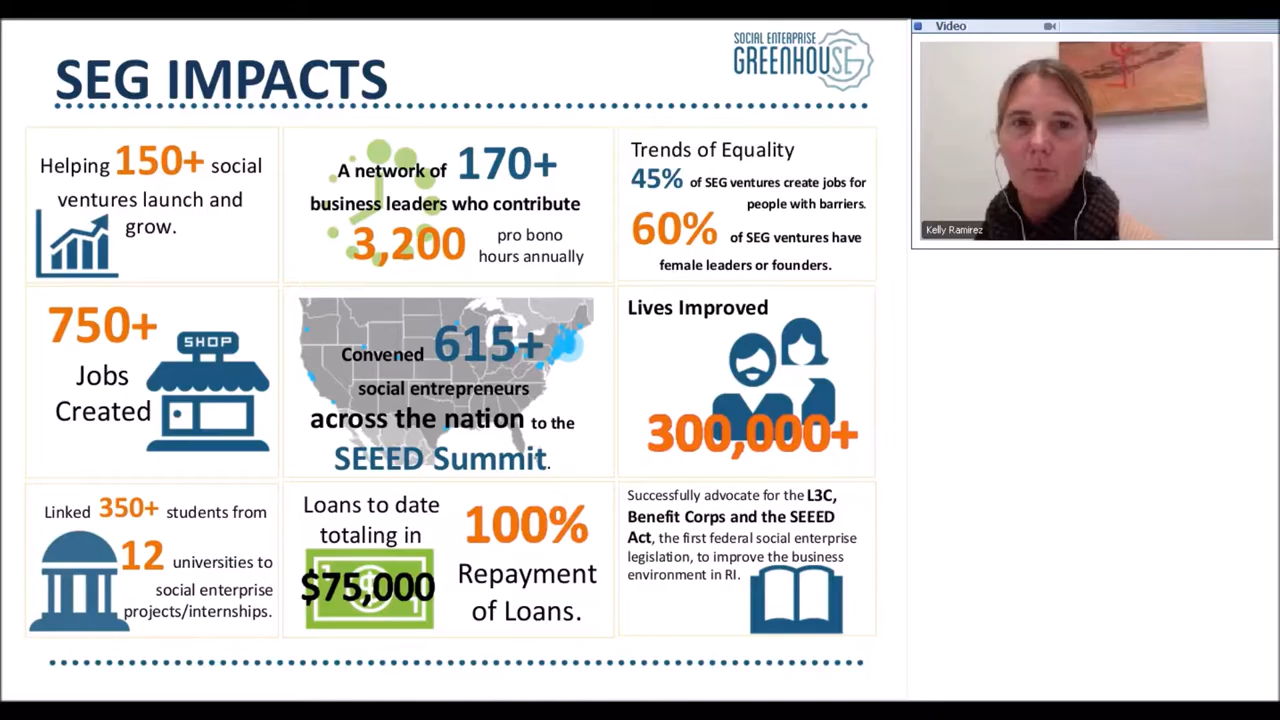 SEG IMPACTS
SOCIAL ENTERPRISE
GREENHOUSE
Video
Kelly Ramirez
Helping 150+ social
ventures launch and
grow.
A network of 170+
business leaders who contribute
3,200 pro bono
hours annually
Trends of Equality
45% of SEG ventures create jobs for
people with barriers.
60% of SEG ventures have
female leaders or founders.
750+
Jobs
Created
SHOP
Convened 615+
social entrepreneurs
across the nation to the
SEEED Summit.
Lives Improved
300,000+
Linked 350+ students from
12 universities to
social enterprise
projects/internships.
Loans to date
totaling in
$75,000
100%
Repayment
of Loans.
Successfully advocate for the L3C,
Benefit Corps and the SEEED
Act, the first federal social enterprise
legislation, to improve the business
environment in RI.